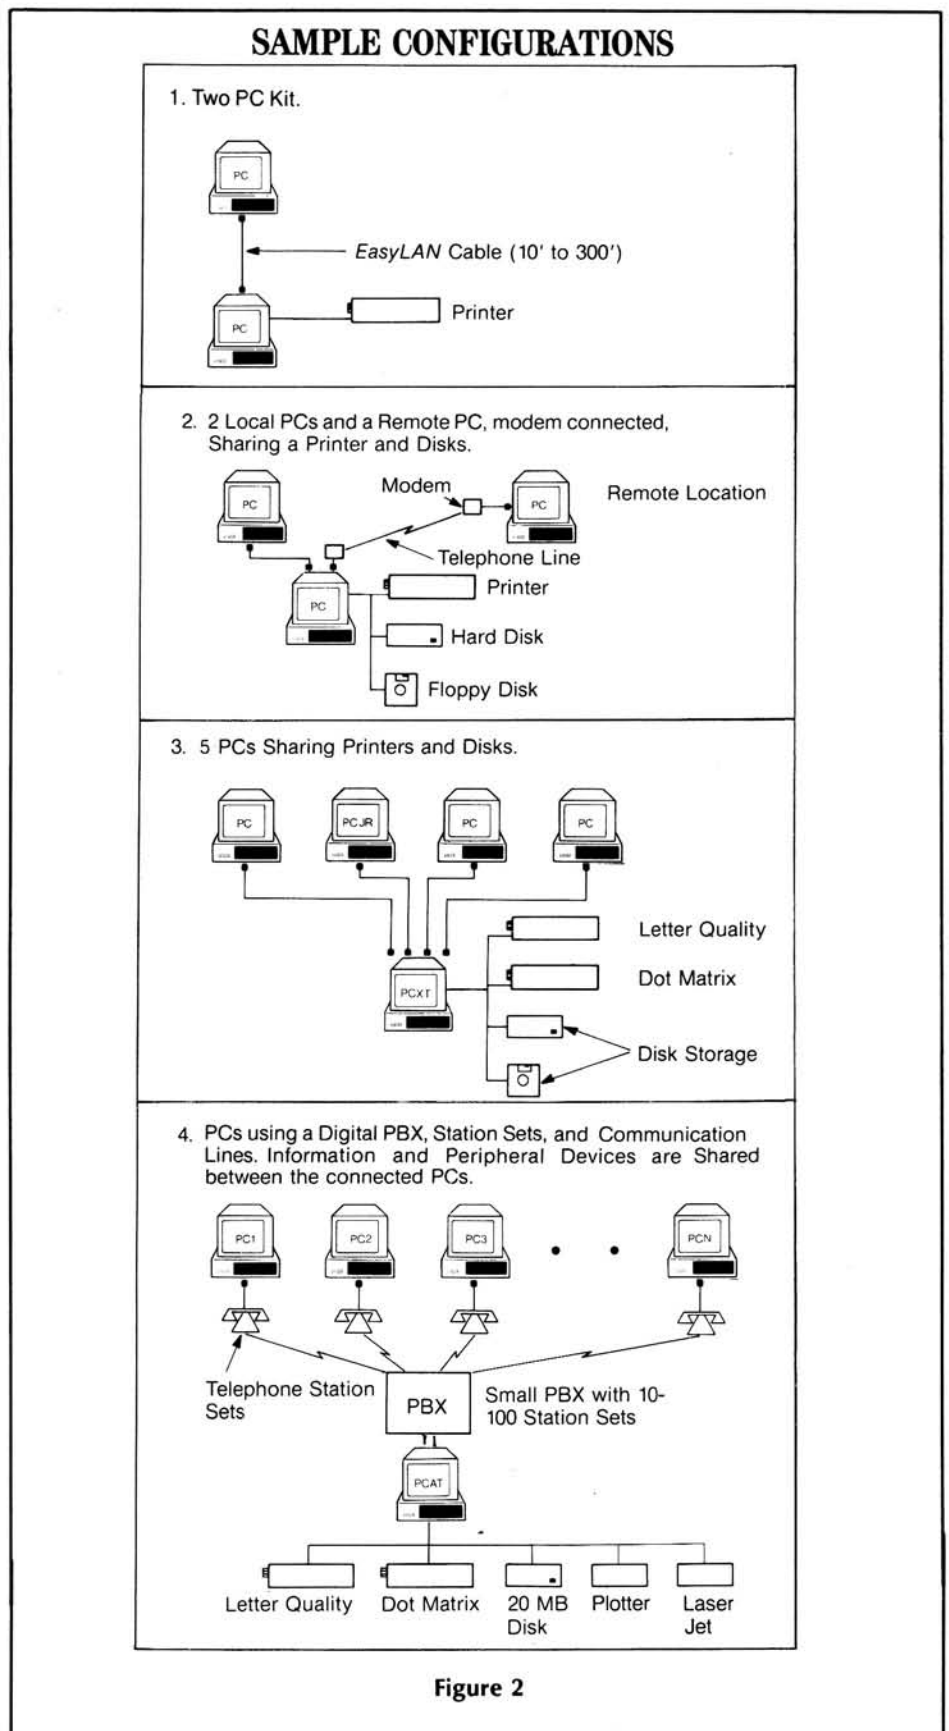 SAMPLE CONFIGURATIONS
1. Two PC Kit.
PC
EasyLAN Cable (10' to 300')
PC
Printer
2. 2 Local PCs and a Remote PC, modem connected,
Sharing a Printer and Disks.
PC
Modem
PC
Remote Location
Telephone Line
PC
Printer
Hard Disk
Floppy Disk
3. 5 PCs Sharing Printers and Disks.
PC
PCJR
PC
PC
Letter Quality
PCXT
Dot Matrix
Disk Storage
4. PCs using a Digital PBX, Station Sets, and Communication
Lines. Information and Peripheral Devices are Shared
between the connected PCs.
PC1
PC2
PC3
PCN
Telephone Station
Sets
PBX
Small PBX with 10-
100 Station Sets
PCAT
Letter Quality
Dot Matrix
20 MB
Disk
Plotter
Laser
Jet
Figure 2